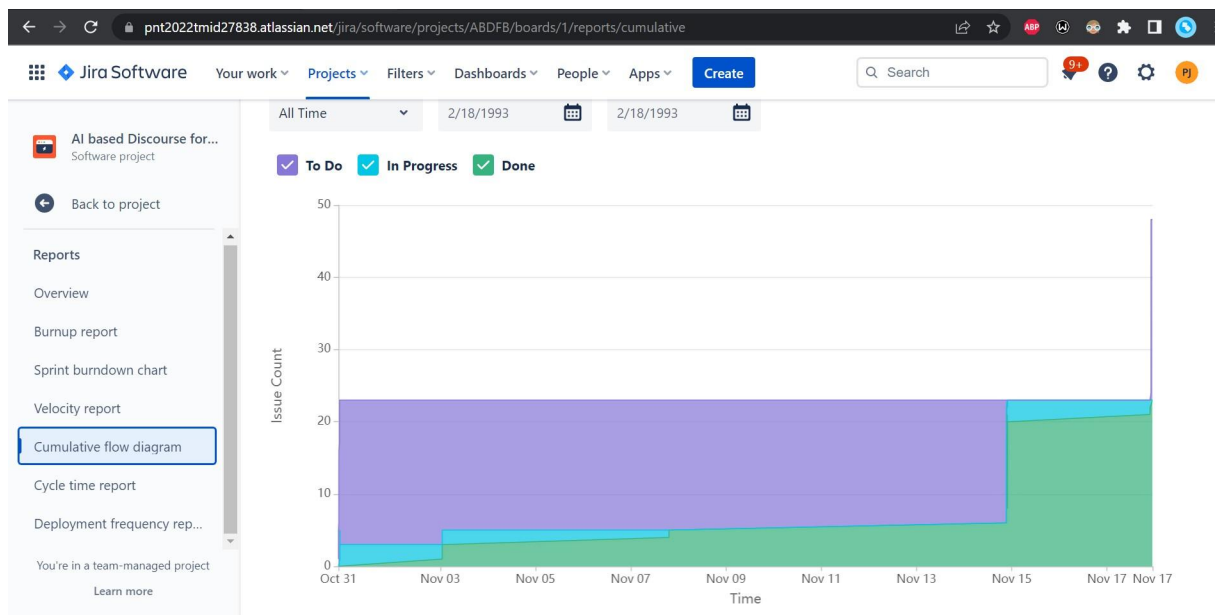 pnt2022tmid27838.atlassian.net/jira/software/projects/ABDFB/boards/1/reports/cumulative
ABP
Jira Software Your work Projects Filters Dashboards People Apps Create Search 9+ PJ
All Time 2/18/1993 2/18/1993
AI based Discourse for...
Software project
To Do In Progress Done
Back to project
Reports
Overview
Burnup report
Sprint burndown chart
Velocity report
Cumulative flow diagram
Cycle time report
Deployment frequency rep...
You're in a team-managed project
Learn more
Issue Count
50
40
30
20
10
0
Oct 31 Nov 03 Nov 05 Nov 07 Nov 09 Nov 11 Nov 13 Nov 15 Nov 17 Nov 17
Time